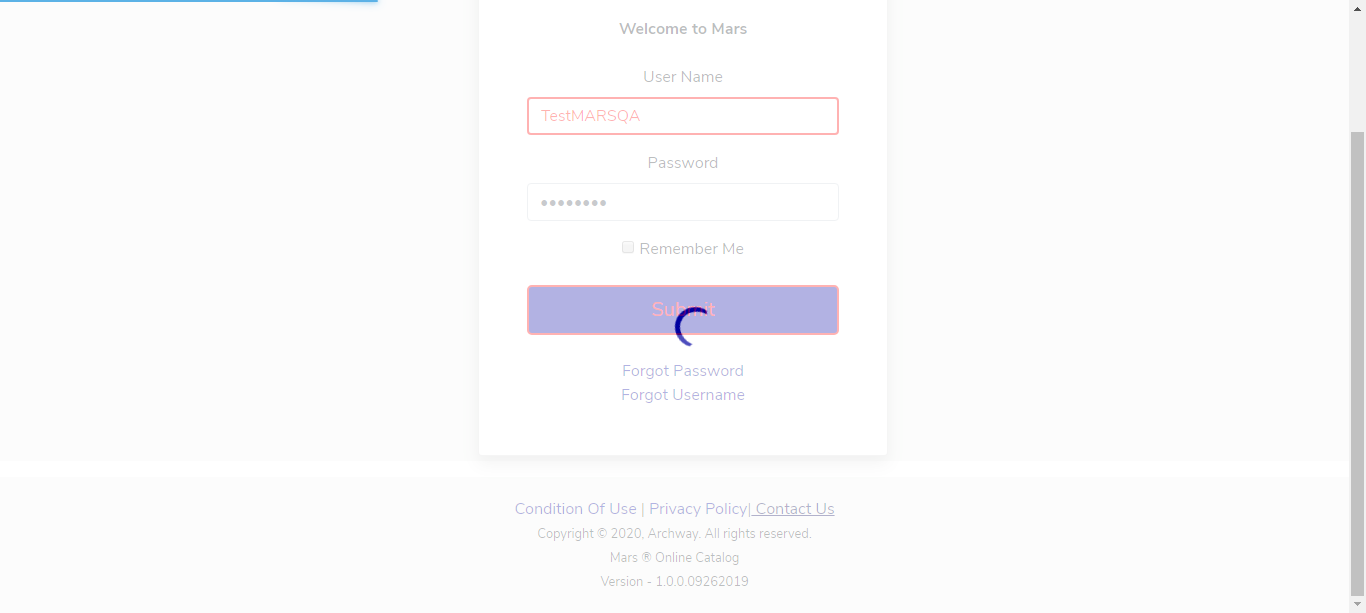 Welcome to Mars
User Name
TestMARSQA
Password
••••••••
Remember Me
Submit
Forgot Password
Forgot Username
Condition Of Use | Privacy Policy| Contact Us
Copyright © 2020, Archway. All rights reserved.
Mars ® Online Catalog
Version - 1.0.0.09262019